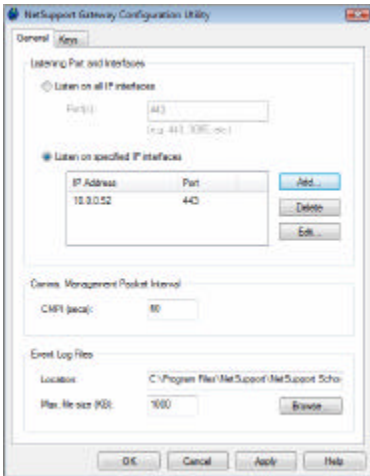 NetSupport Gateway Configuration Utility
General Keys
Listening Port and Interfaces
Listen on all IP interfaces
Port(s): 443
(e.g. 443, 3085, etc.)
Listen on specified IP interfaces
IP Address Port
10.0.0.52 443
Add...
Delete
Edit...
Comms. Management Packet Interval
CMPI (secs): 60
Event Log Files
Location: C:\Program Files\NetSupport\NetSupport Scho
Max. file size (KB): 1000 Browse...
OK Cancel Apply Help